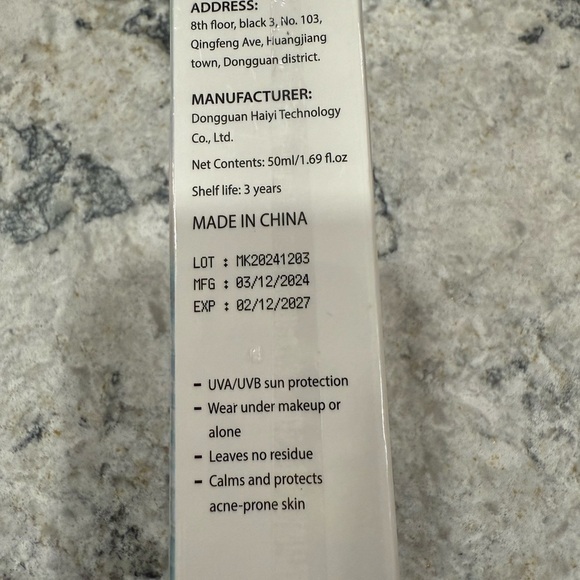 ADDRESS:
8th floor, black 3, No. 103,
Qingfeng Ave, Huangjiang
town, Dongguan district.
MANUFACTURER:
Dongguan Haiyi Technology
Co., Ltd.
Net Contents: 50ml/1.69 fl.oz
Shelf life: 3 years
MADE IN CHINA
LOT : MK20241203
MFG : 03/12/2024
EXP : 02/12/2027
- UVA/UVB sun protection
- Wear under makeup or
alone
- Leaves no residue
- Calms and protects
acne-prone skin